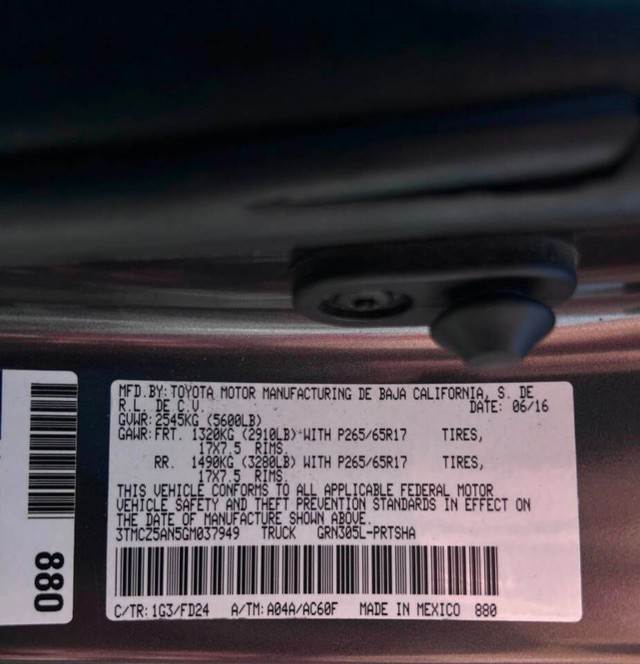 MFD.BY: TOYOTA MOTOR MANUFACTURING DE BAJA CALIFORNIA, S. DE
R.L. DE C.V. DATE: 06/16
GVWR: 2545KG (5600LB)
GAWR: FRT. 1320KG (2910LB) WITH P265/65R17 TIRES,
17X7.5 RIMS.
RR. 1490KG (3280LB) WITH P265/65R17 TIRES,
17X7.5 RIMS.
THIS VEHICLE CONFORMS TO ALL APPLICABLE FEDERAL MOTOR
VEHICLE SAFETY AND THEFT PREVENTION STANDARDS IN EFFECT ON
THE DATE OF MANUFACTURE SHOWN ABOVE.
3TMCZ5AN5GM037949 TRUCK GRN305L-PRTSHA
C/TR: 1G3/FD24 A/TM: A04A/AC60F MADE IN MEXICO 880
880